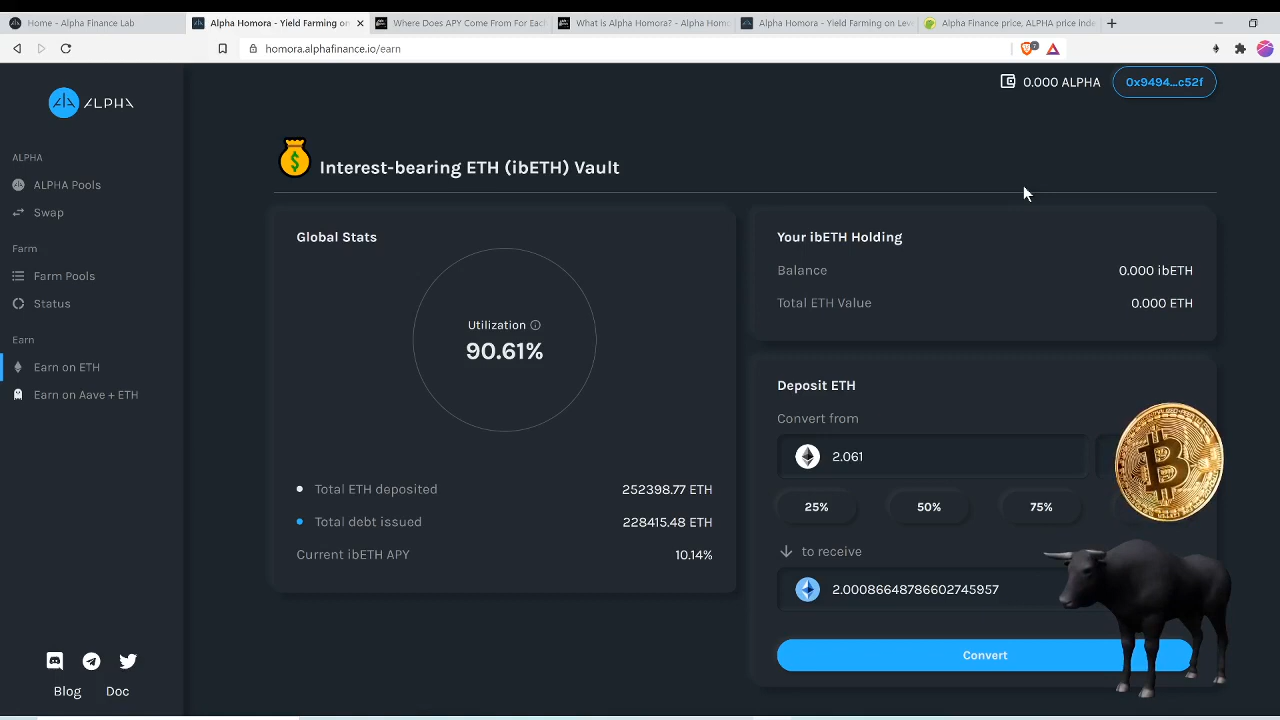 Home - Alpha Finance Lab
Alpha Homora - Yield Farming on
Where Does APY Come From For Each
What is Alpha Homora? - Alpha Homo
Alpha Homora - Yield Farming on Leve
Alpha Finance price, ALPHA price inde
homora.alphafinance.io/earn
7
ALPHA
0.000 ALPHA
0x9494...c52f
ALPHA
ALPHA Pools
Swap
Farm
Farm Pools
Status
Earn
Earn on ETH
Earn on Aave + ETH
Blog
Doc
Interest-bearing ETH (ibETH) Vault
Global Stats
Utilization
90.61%
Total ETH deposited
252398.77 ETH
Total debt issued
228415.48 ETH
Current ibETH APY
10.14%
Your ibETH Holding
Balance
0.000 ibETH
Total ETH Value
0.000 ETH
Deposit ETH
Convert from
2.061
25%
50%
75%
to receive
2.00086648786602745957
Convert